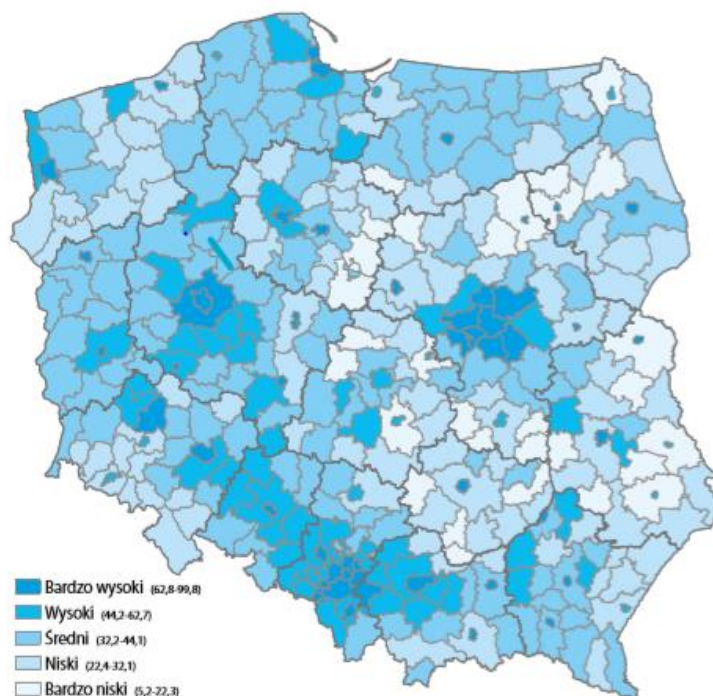 Bardzo wysoki (62,8-99,8)
Wysoki (44,2-62,7)
Średni (32,2-44,1)
Niski (22,4-32,1)
Bardzo niski (5,2-22,3)